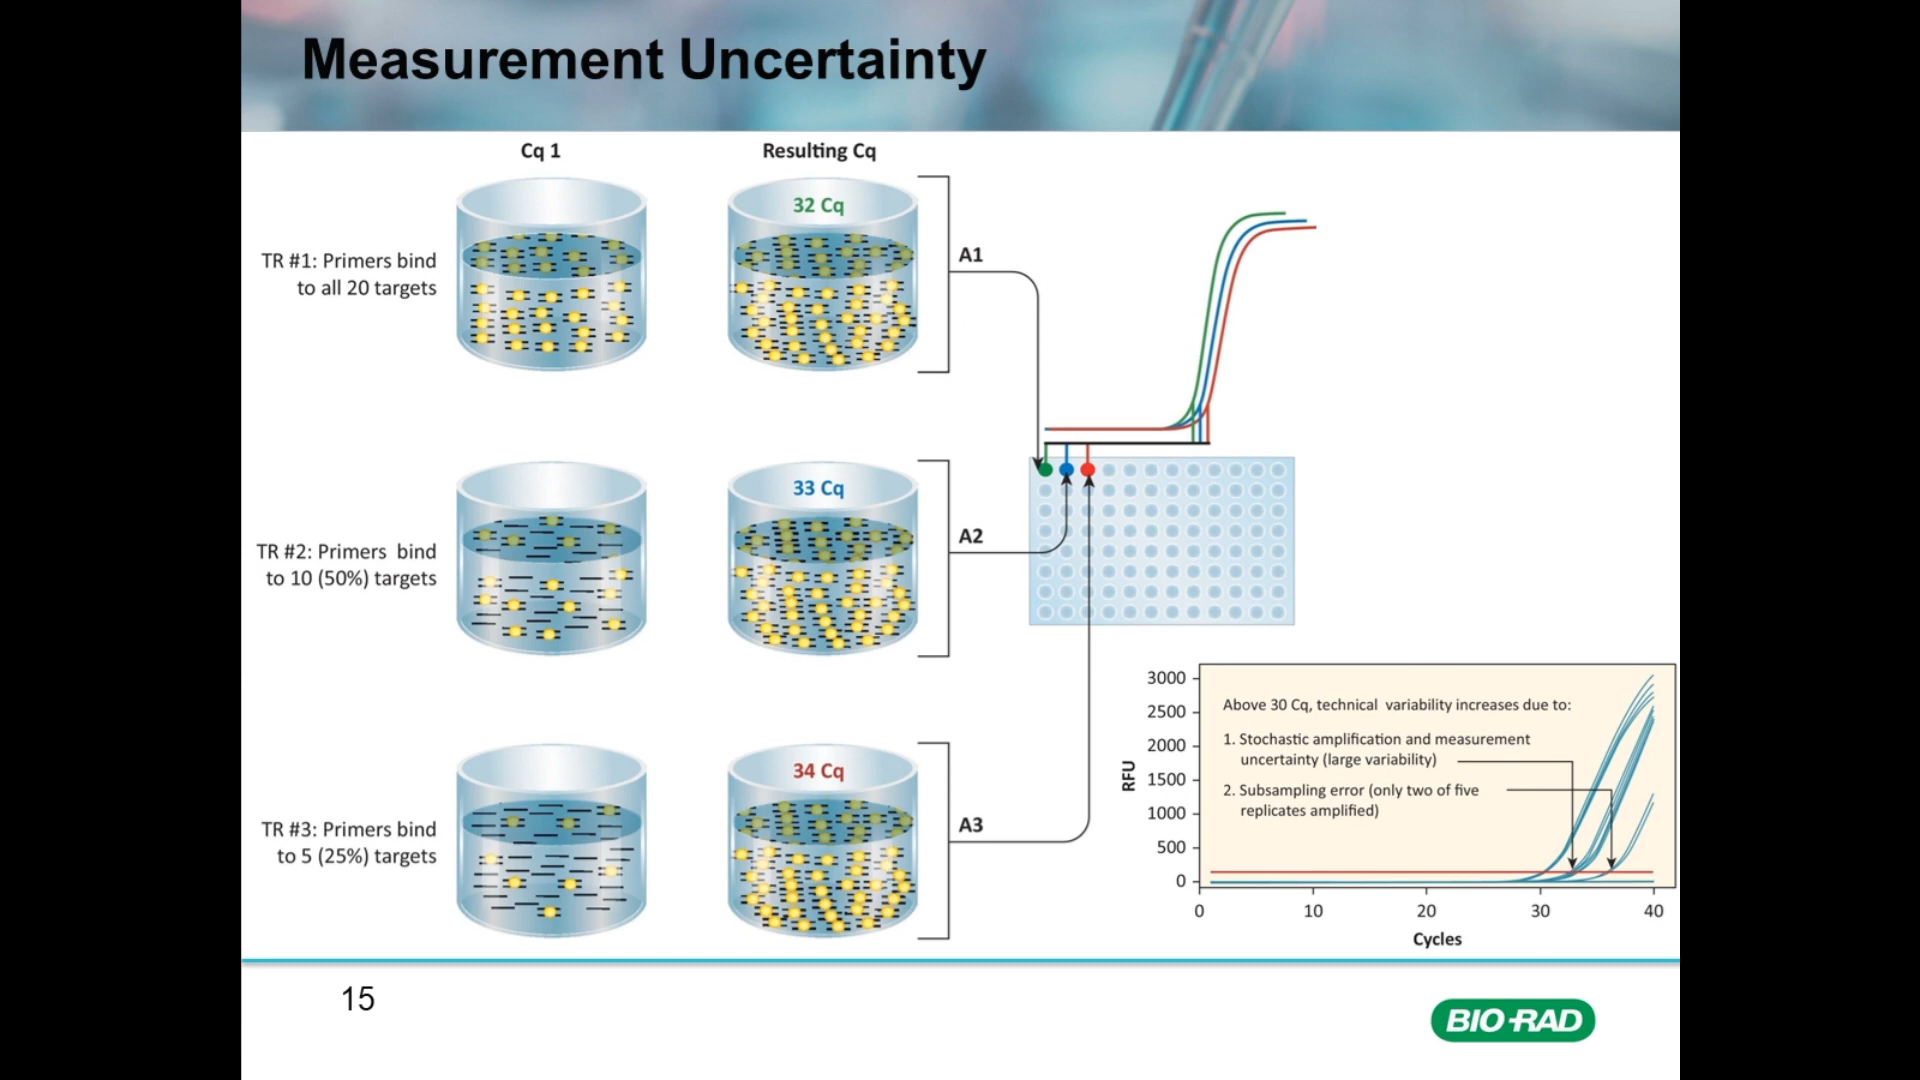 Measurement Uncertainty
Cq 1
Resulting Cq
TR #1: Primers bind
to all 20 targets
32 Cq
A1
TR #2: Primers  bind
to 10 (50%) targets
33 Cq
A2
TR #3: Primers bind
to 5 (25%) targets
34 Cq
A3
RFU
3000
2500
2000
1500
1000
500
0
Above 30 Cq, technical  variability increases due to:
1. Stochastic amplification and measurement
uncertainty (large variability)
2. Subsampling error (only two of five
replicates amplified)
0 10 20 30 40
Cycles
15
BIO-RAD